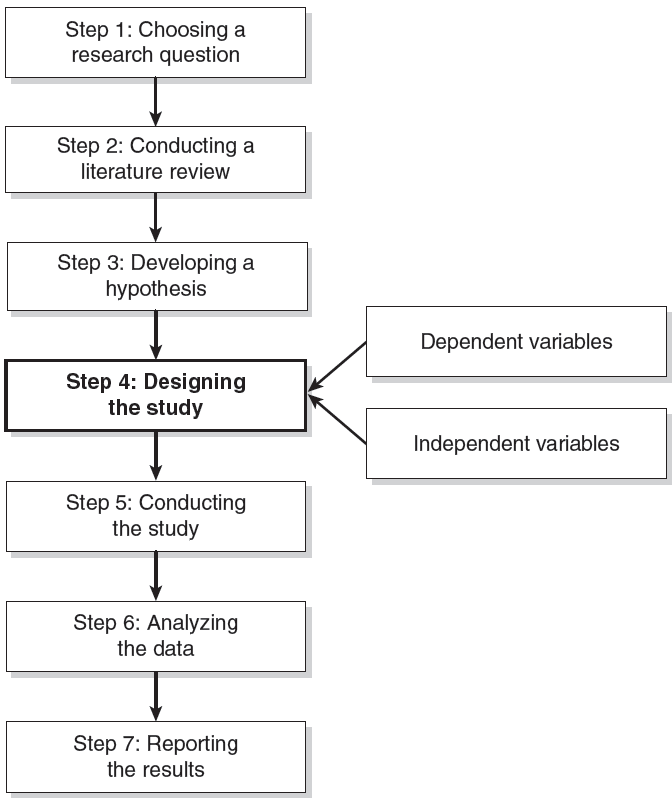 Step 1: Choosing a
research question
Step 2: Conducting a
literature review
Step 3: Developing a
hypothesis
Step 4: Designing
the study
Dependent variables
Independent variables
Step 5: Conducting
the study
Step 6: Analyzing
the data
Step 7: Reporting
the results